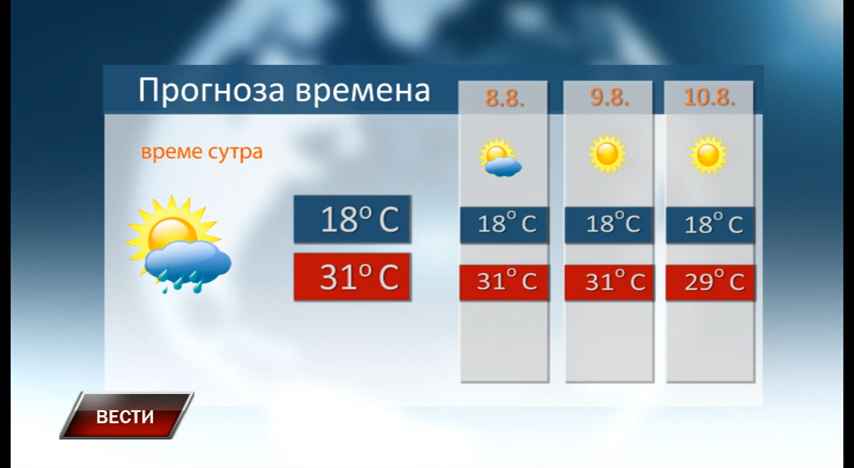 Прогноза времена
време сутра
18° C
31° C
8.8.
18° C
31° C
9.8.
18°C
31° C
10.8.
18° C
29° C
ВЕСТИ